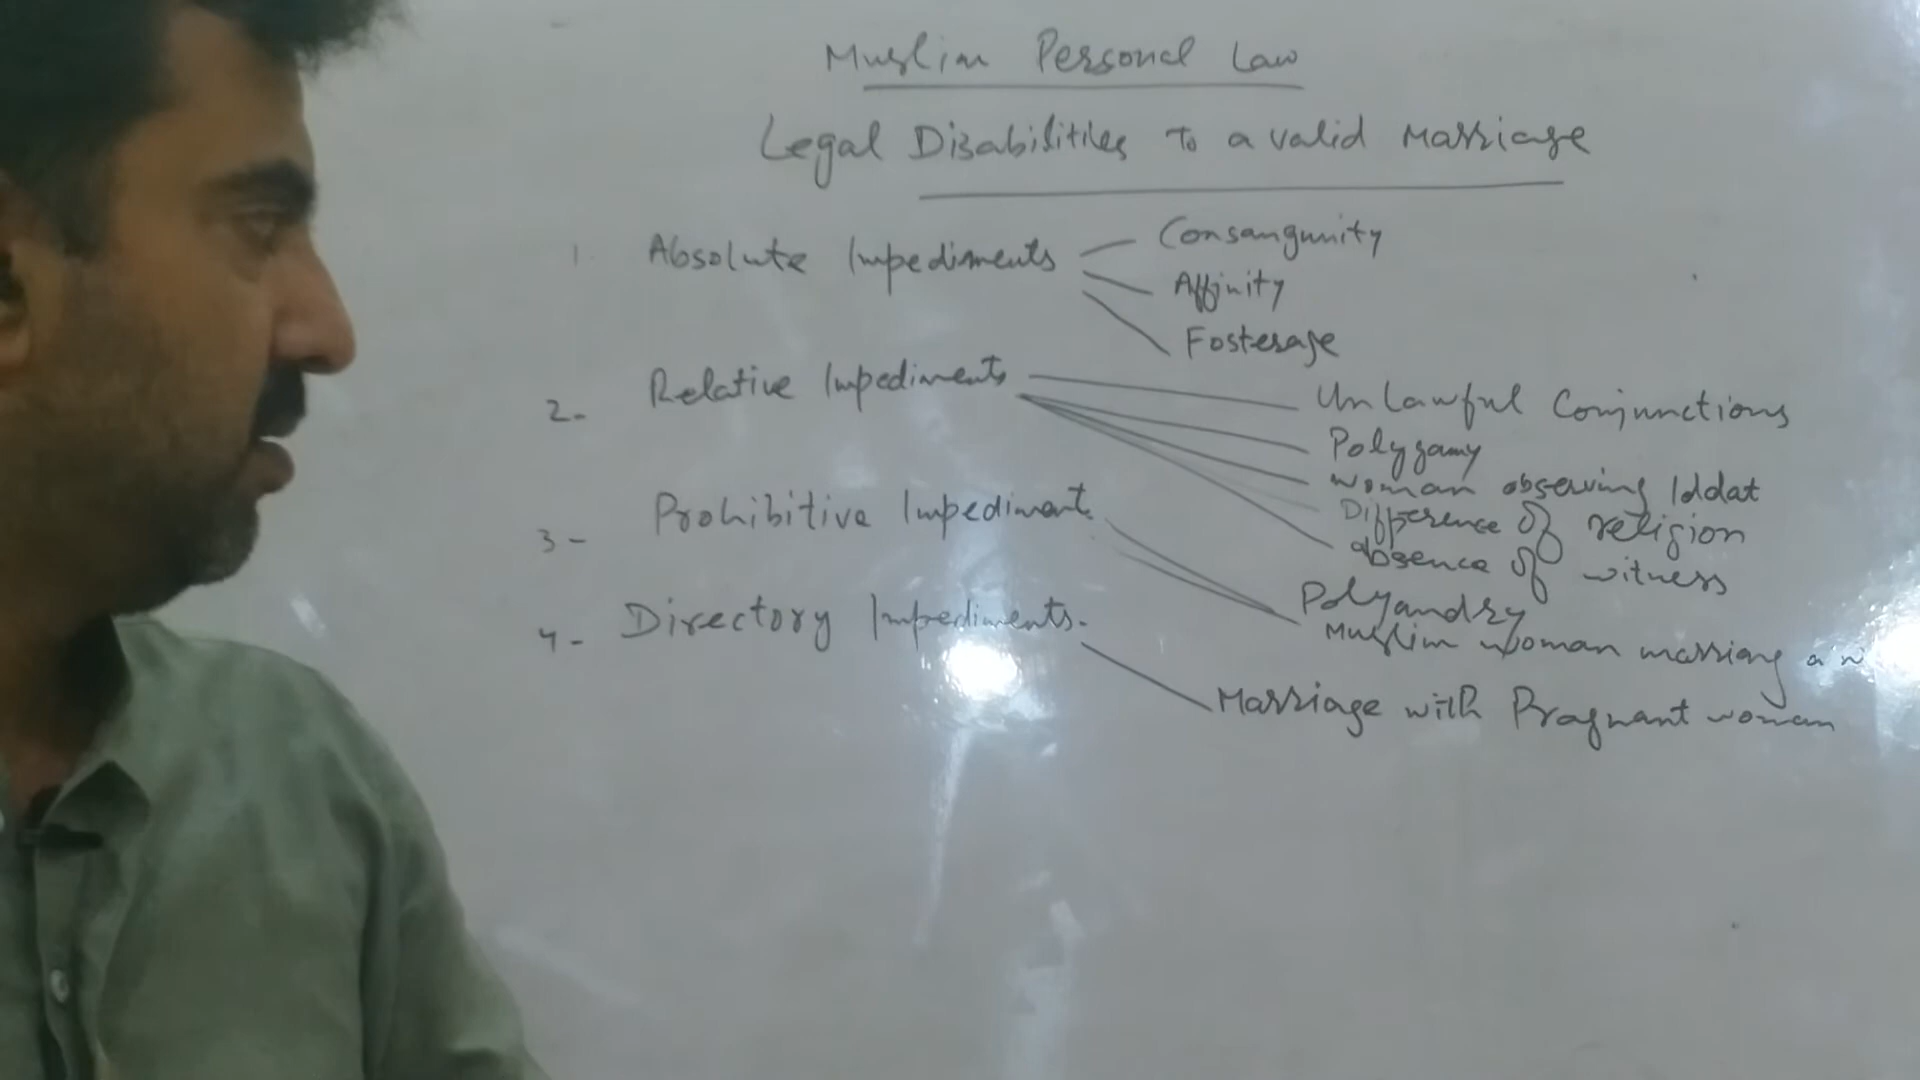 Muslim Personal Law
Legal Disabilities To a valid Marriage
1. Absolute Impediments
Consangunity
Affinity
Fosterage
2- Relative Impediments
UnLawful Conjunctions
Polygamy
woman observing Iddat
Difference of religion
absence of witness
3- Prohibitive Impediment
Polyandry
Muslim woman marriang a
4- Directory Impediments.
Marriage with Pragnant woman